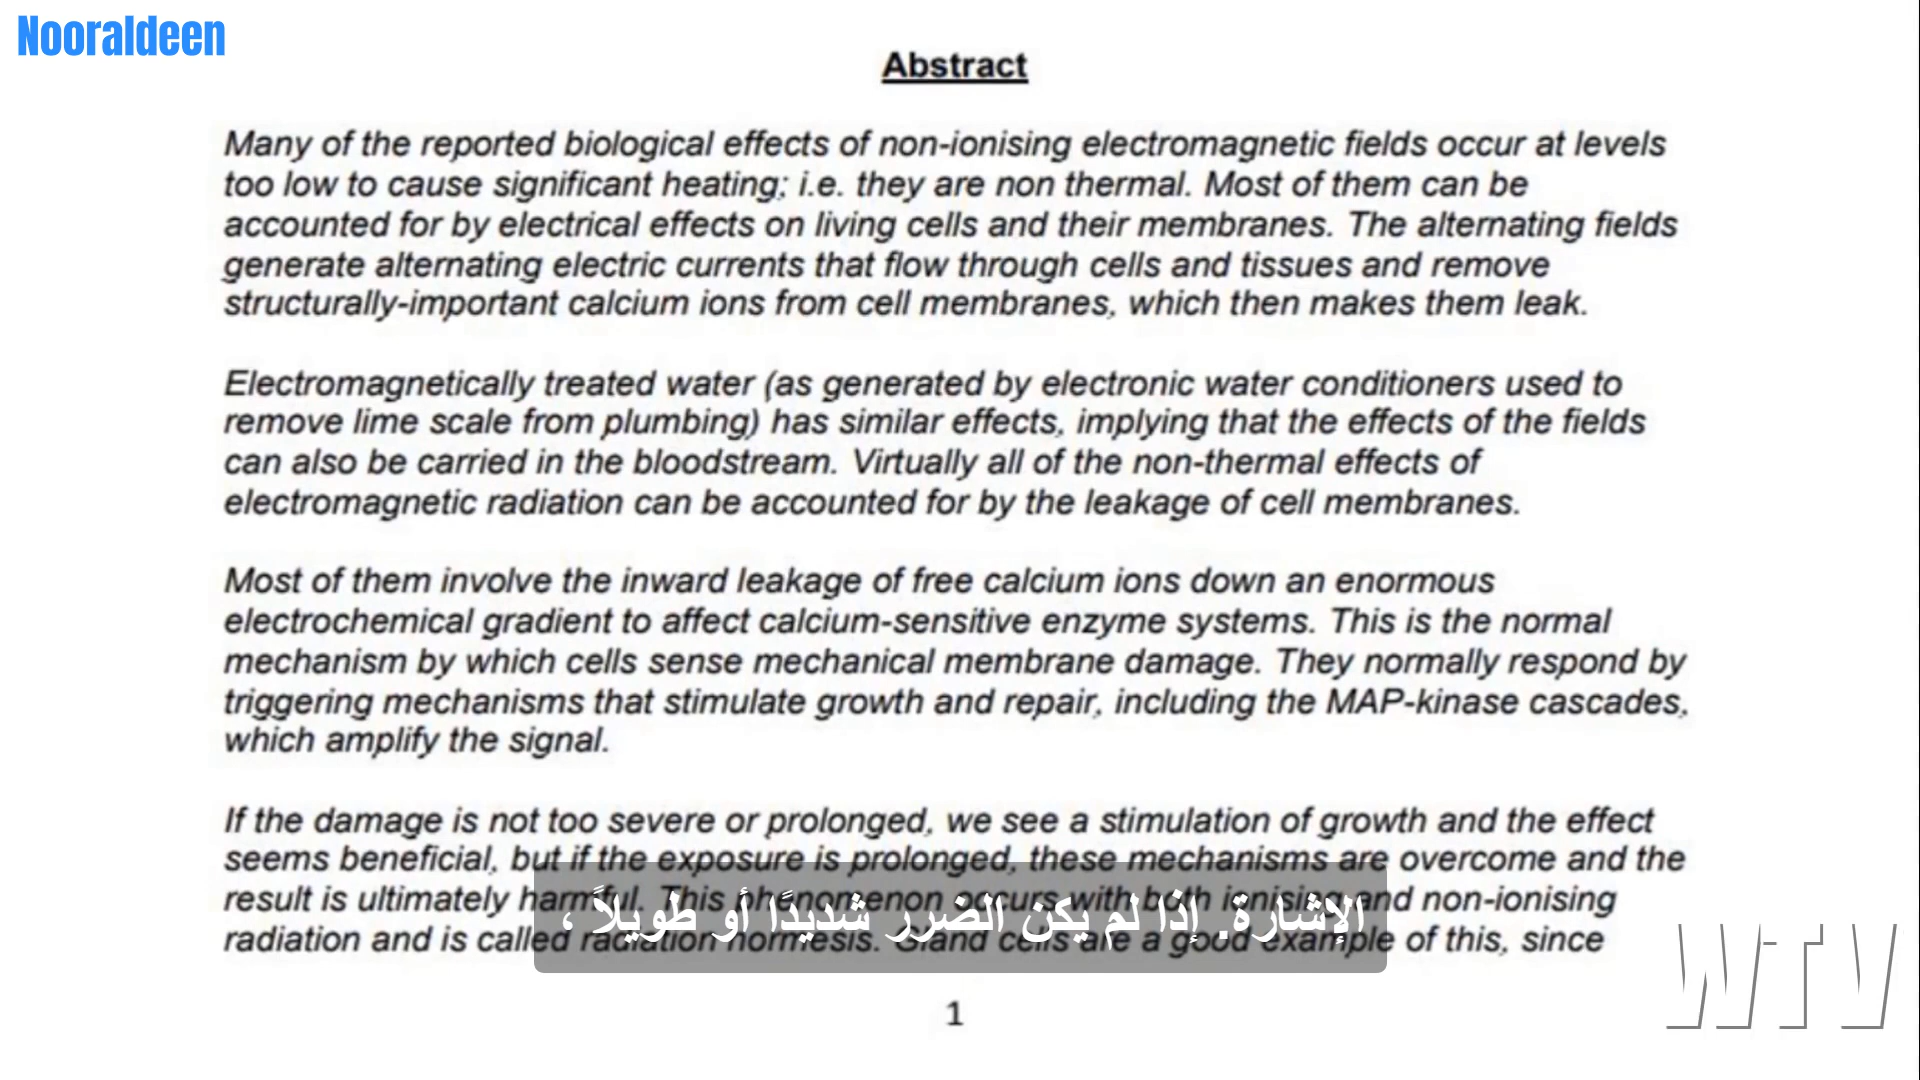 Nooraldeen
Abstract
Many of the reported biological effects of non-ionising electromagnetic fields occur at levels
too low to cause significant heating; i.e. they are non thermal. Most of them can be
accounted for by electrical effects on living cells and their membranes. The alternating fields
generate alternating electric currents that flow through cells and tissues and remove
structurally-important calcium ions from cell membranes, which then makes them leak.
Electromagnetically treated water (as generated by electronic water conditioners used to
remove lime scale from plumbing) has similar effects, implying that the effects of the fields
can also be carried in the bloodstream. Virtually all of the non-thermal effects of
electromagnetic radiation can be accounted for by the leakage of cell membranes.
Most of them involve the inward leakage of free calcium ions down an enormous
electrochemical gradient to affect calcium-sensitive enzyme systems. This is the normal
mechanism by which cells sense mechanical membrane damage. They normally respond by
triggering mechanisms that stimulate growth and repair, including the MAP-kinase cascades,
which amplify the signal.
If the damage is not too severe or prolonged, we see a stimulation of growth and the effect
seems beneficial, but if the exposure is prolonged, these mechanisms are overcome and the
result is ultimately harmful. This phenomenon occurs with both ionising and non-ionising
radiation and is called radiation hormesis. Gland cells are a good example of this, since
الإشارة. إذا لم يكن الضرر شديدًا أو طويلاً ،
1
WTV